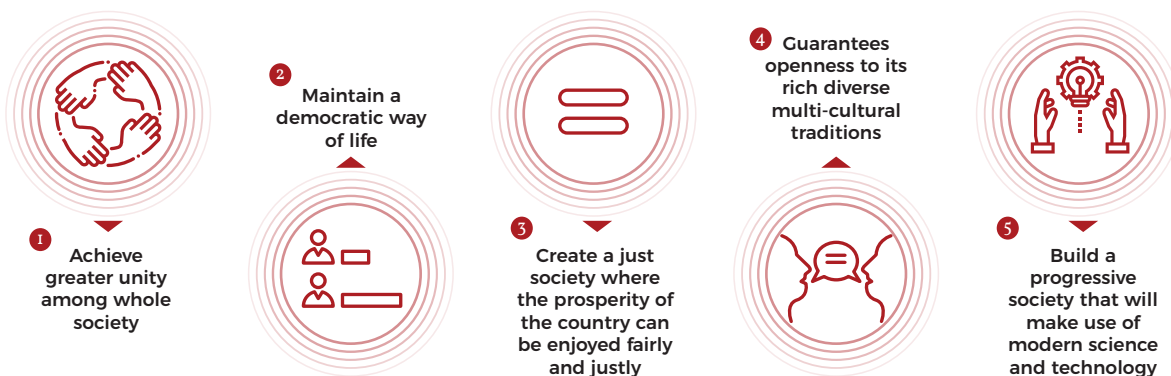 1
Achieve
greater unity
among whole
society
2
Maintain a
democratic way
of life
3
Create a just
society where
the prosperity of
the country can
be enjoyed fairly
and justly
4
Guarantees
openness to its
rich diverse
multi-cultural
traditions
5
Build a
progressive
society that will
make use of
modern science
and technology